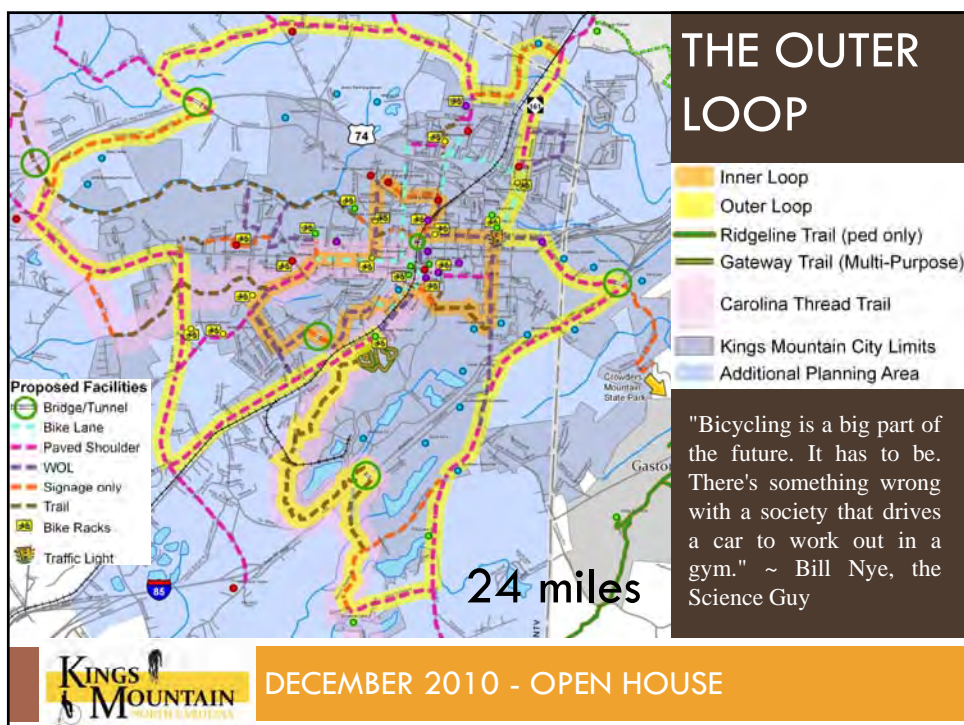 THE OUTER
LOOP
Inner Loop
Outer Loop
Ridgeline Trail (ped only)
Gateway Trail (Multi-Purpose)
Carolina Thread Trail
Kings Mountain City Limits
Additional Planning Area
74
161
Crowders
Mountain
State Park
Gaston
Proposed Facilities
Bridge/Tunnel
Bike Lane
Paved Shoulder
WOL
Signage only
Trail
Bike Racks
Traffic Light
85
24 miles
"Bicycling is a big part of
the future. It has to be.
There's something wrong
with a society that drives
a car to work out in a
gym." ~ Bill Nye, the
Science Guy
KINGS
MOUNTAIN
NORTH CAROLINA
DECEMBER 2010 - OPEN HOUSE